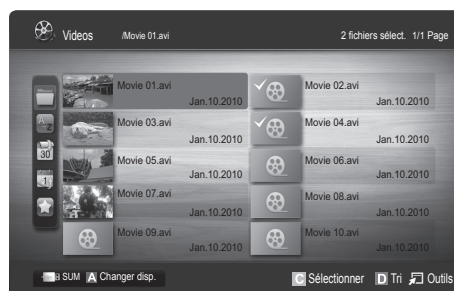 Videos /Movie 01.avi 2 fichiers sélect. 1/1 Page
Movie 01.avi Movie 02.avi
Jan.10.2010 Jan.10.2010
Movie 03.avi Movie 04.avi
Jan.10.2010 Jan.10.2010
Movie 05.avi Movie 06.avi
Jan.10.2010 Jan.10.2010
Movie 07.avi Movie 08.avi
Jan.10.2010 Jan.10.2010
Movie 09.avi Movie 10.avi
Jan.10.2010 Jan.10.2010
SUM A Changer disp. C Sélectionner D Tri Outils